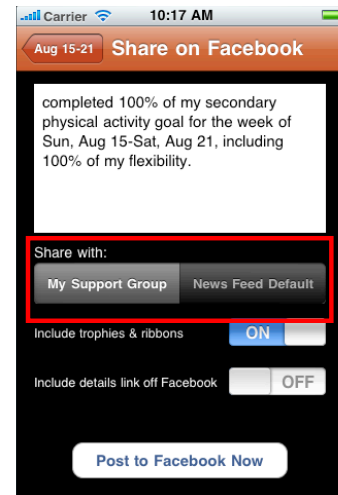 Carrier 10:17 AM
Aug 15-21 Share on Facebook
completed 100% of my secondary
physical activity goal for the week of
Sun, Aug 15-Sat, Aug 21, including
100% of my flexibility.
Share with:
My Support Group News Feed Default
Include trophies & ribbons ON
Include details link off Facebook OFF
Post to Facebook Now